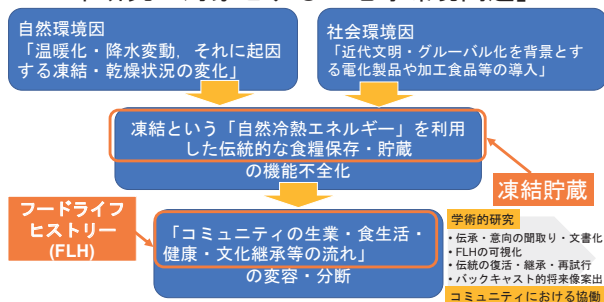 自然環境因
「温暖化・降水変動，それに起因
する凍結・乾燥状況の変化」
社会環境因
「近代文明・グルーバル化を背景とす
る電化製品や加工食品等の導入」
凍結という「自然冷熱エネルギー」を利用
した伝統的な食糧保存・貯蔵
の機能不全化
凍結貯蔵
フードライフ
ヒストリー
(FLH)
「コミュニティの生業・食生活・
健康・文化継承等の流れ」
の変容・分断
学術的研究
・伝承・意向の聞取り・文書化
・FLHの可視化
・伝統の復活・継承・再試行
・バックキャスト的将来像案出
コミュニティにおける協働